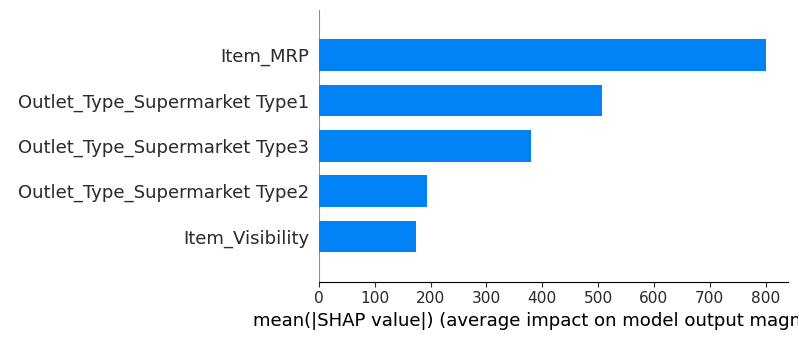 Item_MRP
Outlet_Type_Supermarket Type1
Outlet_Type_Supermarket Type3
Outlet_Type_Supermarket Type2
Item_Visibility
0 100 200 300 400 500 600 700 800
mean(|SHAP value|) (average impact on model output magn